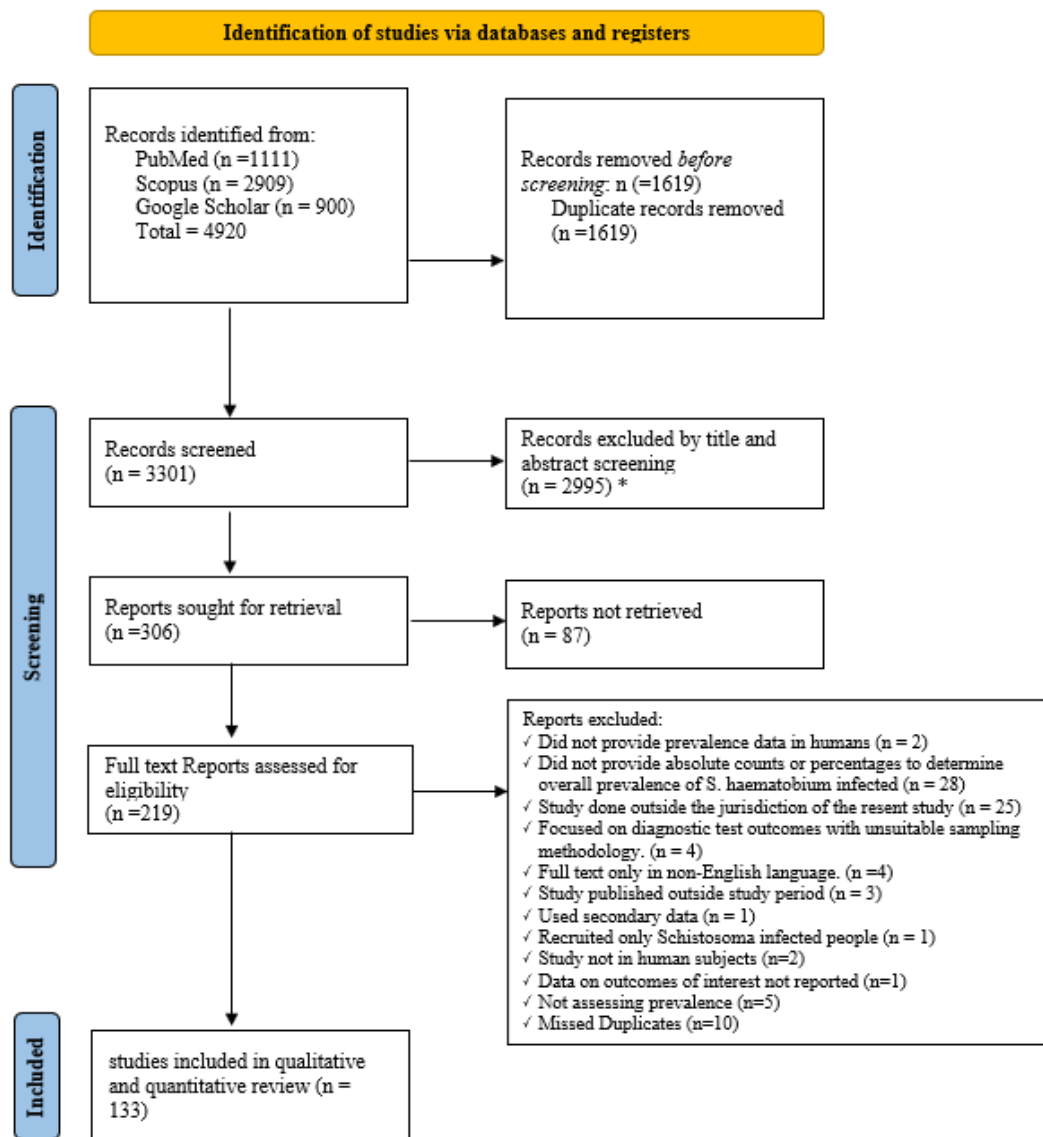 Identification of studies via databases and registers
Identification
Records identified from:
PubMed (n =1111)
Scopus (n = 2909)
Google Scholar (n = 900)
Total = 4920
Records removed before
screening: n (=1619)
Duplicate records removed
(n =1619)
Screening
Records screened
(n = 3301)
Records excluded by title and
abstract screening
(n = 2995) *
Reports sought for retrieval
(n =306)
Reports not retrieved
(n = 87)
Full text Reports assessed for
eligibility
(n =219)
Reports excluded:
✓ Did not provide prevalence data in humans (n = 2)
✓ Did not provide absolute counts or percentages to determine
overall prevalence of S. haematobium infected (n = 28)
✓ Study done outside the jurisdiction of the resent study (n = 25)
✓ Focused on diagnostic test outcomes with unsuitable sampling
methodology. (n = 4)
✓ Full text only in non-English language. (n =4)
✓ Study published outside study period (n = 3)
✓ Used secondary data (n = 1)
✓ Recruited only Schistosoma infected people (n = 1)
✓ Study not in human subjects (n=2)
✓ Data on outcomes of interest not reported (n=1)
✓ Not assessing prevalence (n=5)
✓ Missed Duplicates (n=10)
Included
studies included in qualitative
and quantitative review (n =
133)